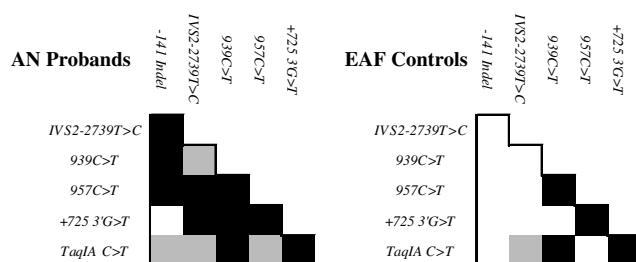 AN Probands
-141 Indel
IVS2-2739T>C
939C>T
957C>T
+725 3'G>T
IVS2-2739T>C
939C>T
957C>T
+725 3'G>T
TaqIA C>T
EAF Controls
-141 Indel
IVS2-2739T>C
939C>T
957C>T
+725 3'G>T
IVS2-2739T>C
939C>T
957C>T
+725 3'G>T
TaqIA C>T